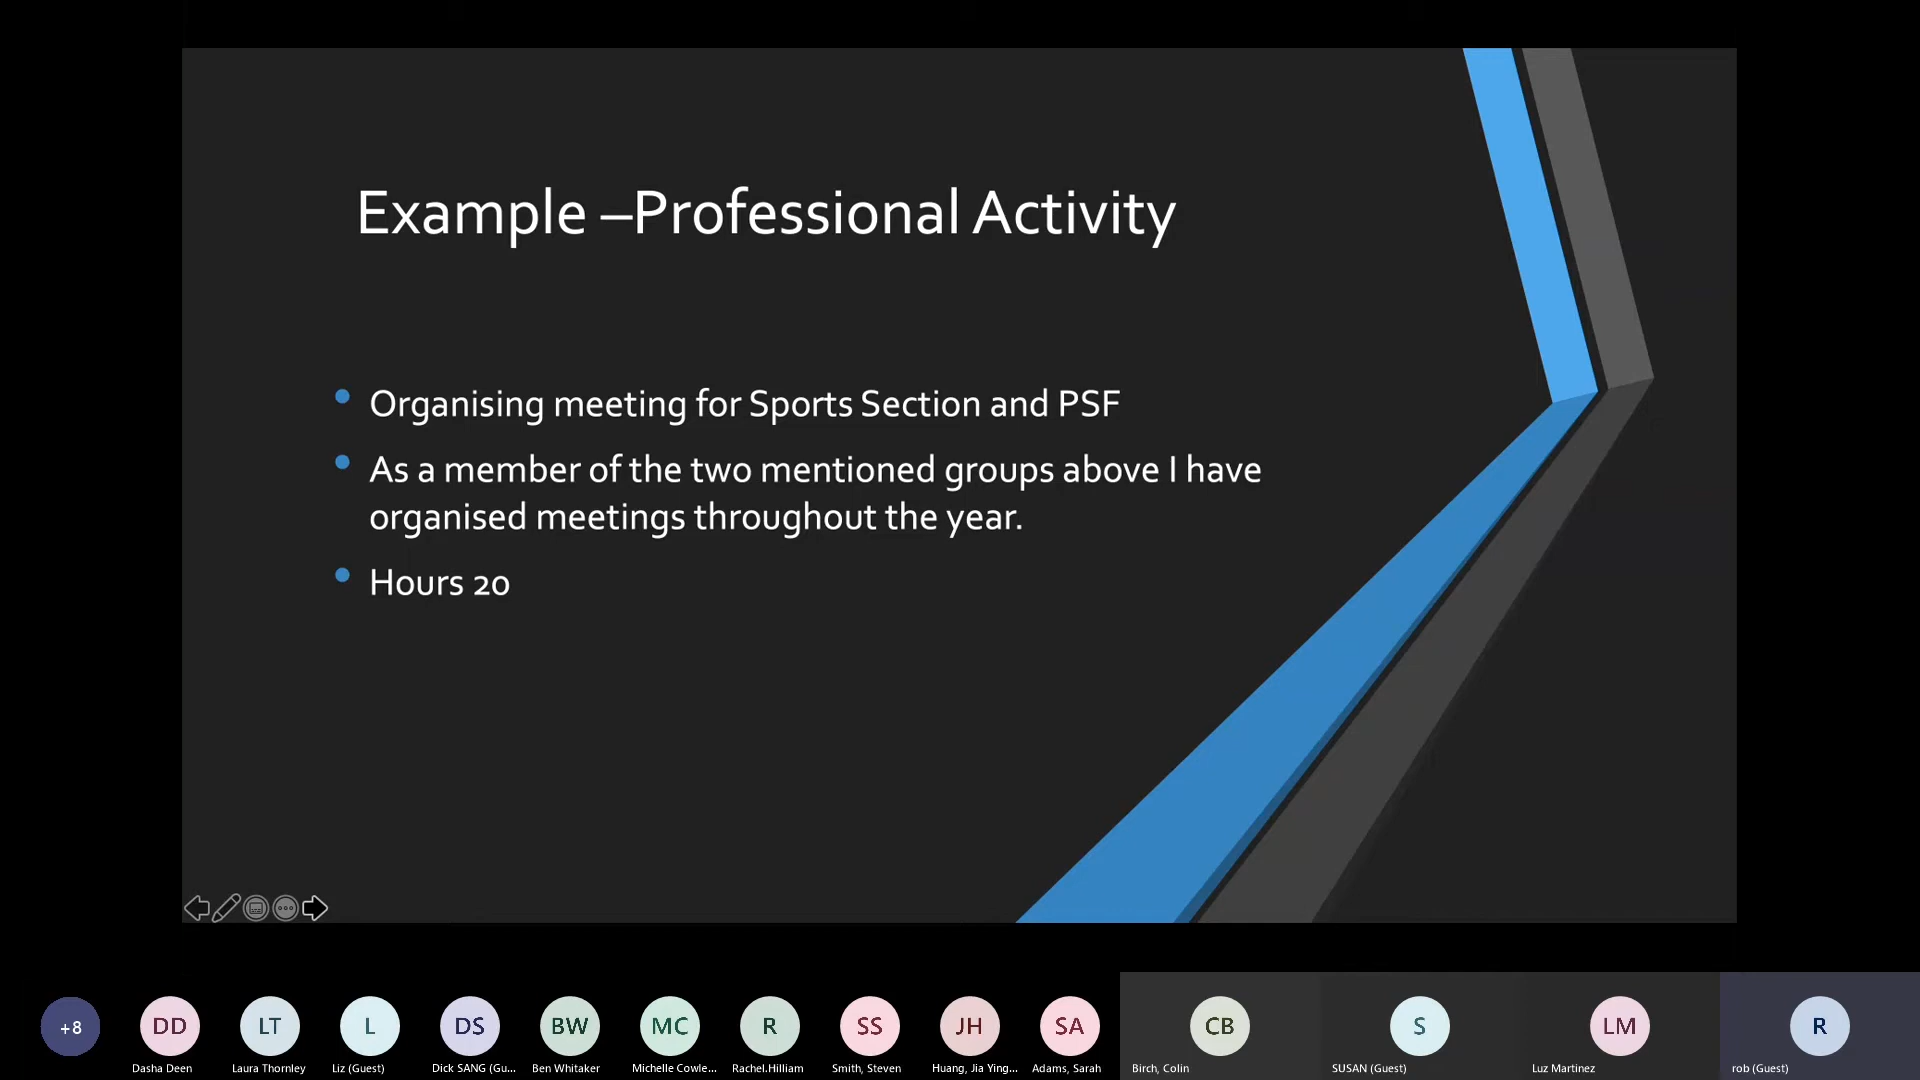 Example –Professional Activity
Organising meeting for Sports Section and PSF
As a member of the two mentioned groups above I have
organised meetings throughout the year.
Hours 20
+8
DD
LT
L
DS
BW
MC
R
SS
JH
SA
CB
S
LM
R
Dasha Deen
Laura Thornley
Liz (Guest)
Dick SANG (Gu...
Ben Whitaker
Michelle Cowle...
Rachel.Hilliam
Smith, Steven
Huang, Jia Ying...
Adams, Sarah
Birch, Colin
SUSAN (Guest)
Luz Martinez
rob (Guest)